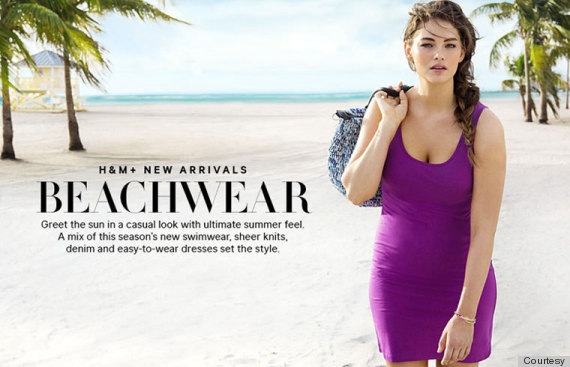 H&M+ NEW ARRIVALS
BEACHWEAR
Greet the sun in a casual look with ultimate summer feel.
A mix of this season's new swimwear, sheer knits,
denim and easy-to-wear dresses set the style.
Courtesy